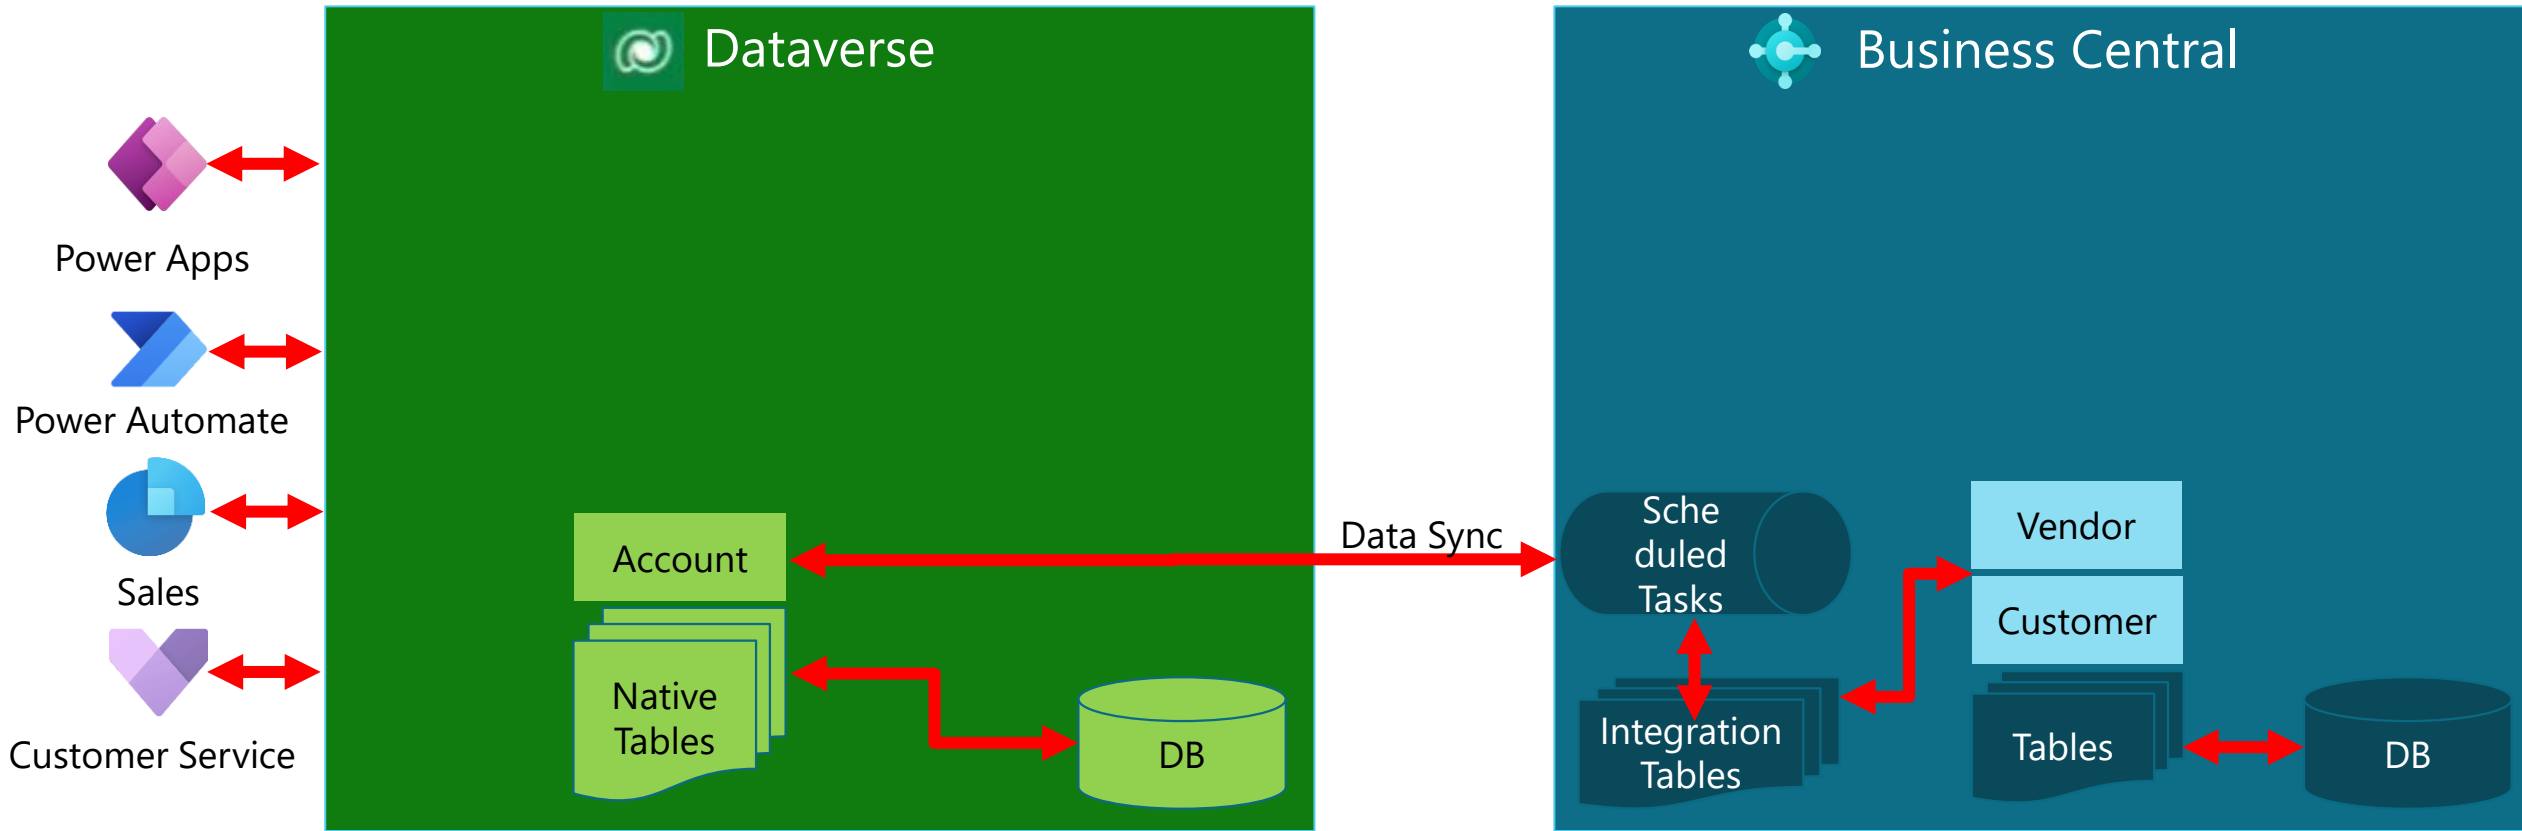 Dataverse
Business Central
Power Apps
Power Automate
Sales
Customer Service
Account
Native
Tables
DB
Data Sync
Sche
duled
Tasks
Integration
Tables
Vendor
Customer
Tables
DB